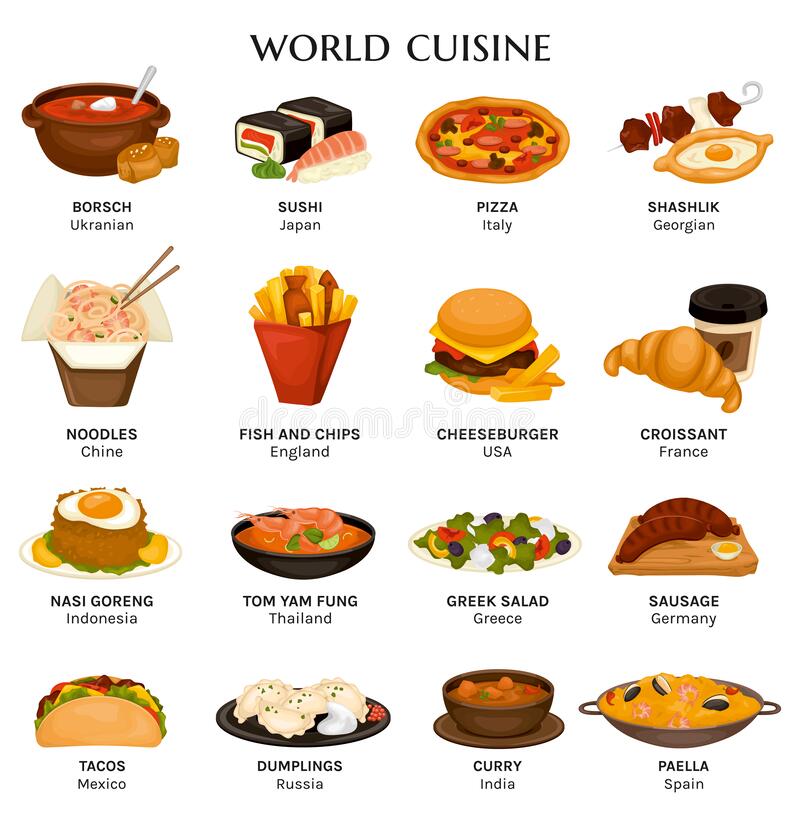 WORLD CUISINE
BORSCH
Ukranian
SUSHI
Japan
PIZZA
Italy
SHASHLIK
Georgian
NOODLES
Chine
FISH AND CHIPS
England
CHEESEBURGER
USA
CROISSANT
France
NASI GORENG
Indonesia
TOM YAM FUNG
Thailand
GREEK SALAD
Greece
SAUSAGE
Germany
TACOS
Mexico
DUMPLINGS
Russia
CURRY
India
PAELLA
Spain
dreamstime